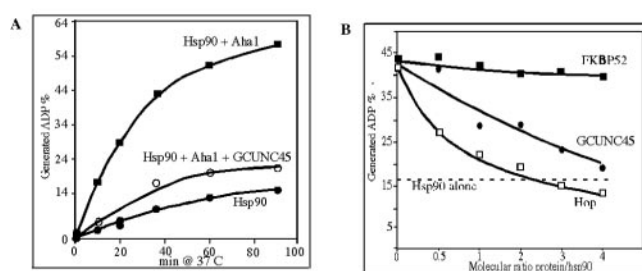 A
64
54
44
34
24
14
0
Generated ADP %
Hsp90 + Aha1
Hsp90 + Aha1 + GCUNC45
Hsp90
0 20 40 60 80 100
min @ 37 C
B
45
35
25
15
5
Generated ADP %
FKBP52
GCUNC45
Hsp90 alone
Hop
0 0.5 1 2 3 4
Molecular ratio protein/hsp90